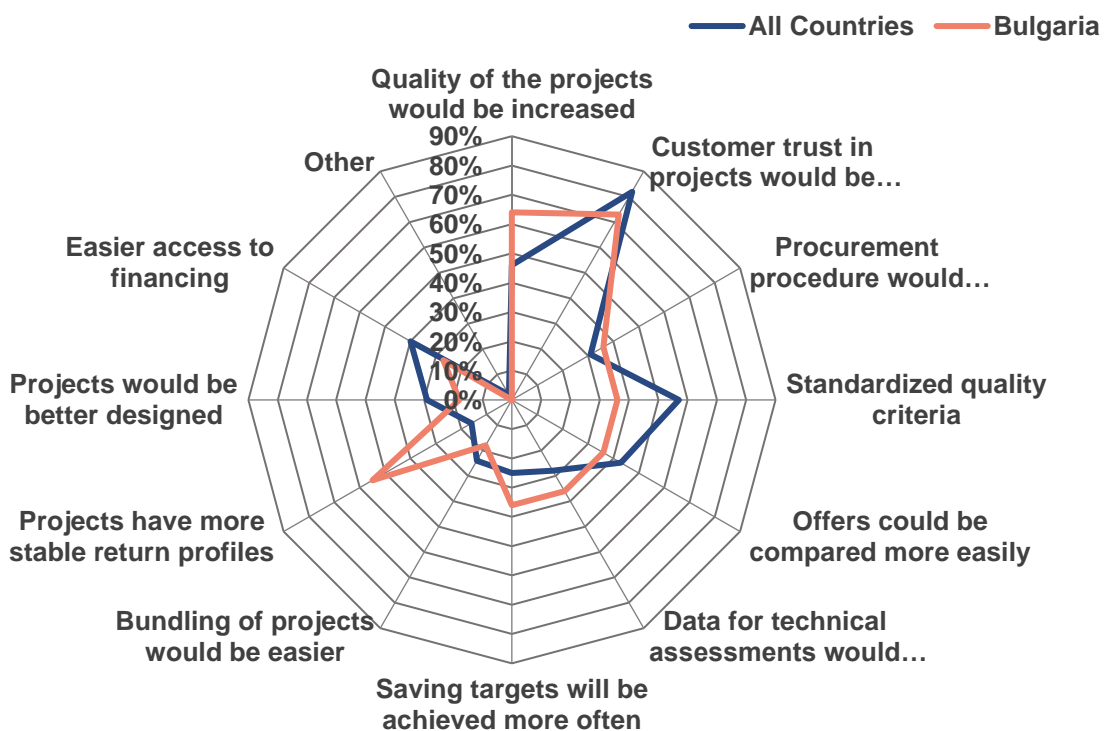 All Countries
Bulgaria
Quality of the projects
would be increased
Customer trust in
projects would be…
Procurement
procedure would…
Standardized quality
criteria
Offers could be
compared more easily
Data for technical
assessments would…
Saving targets will be
achieved more often
Bundling of projects
would be easier
Projects have more
stable return profiles
Projects would be
better designed
Easier access to
financing
Other
90%
80%
70%
60%
50%
40%
30%
20%
10%
0%